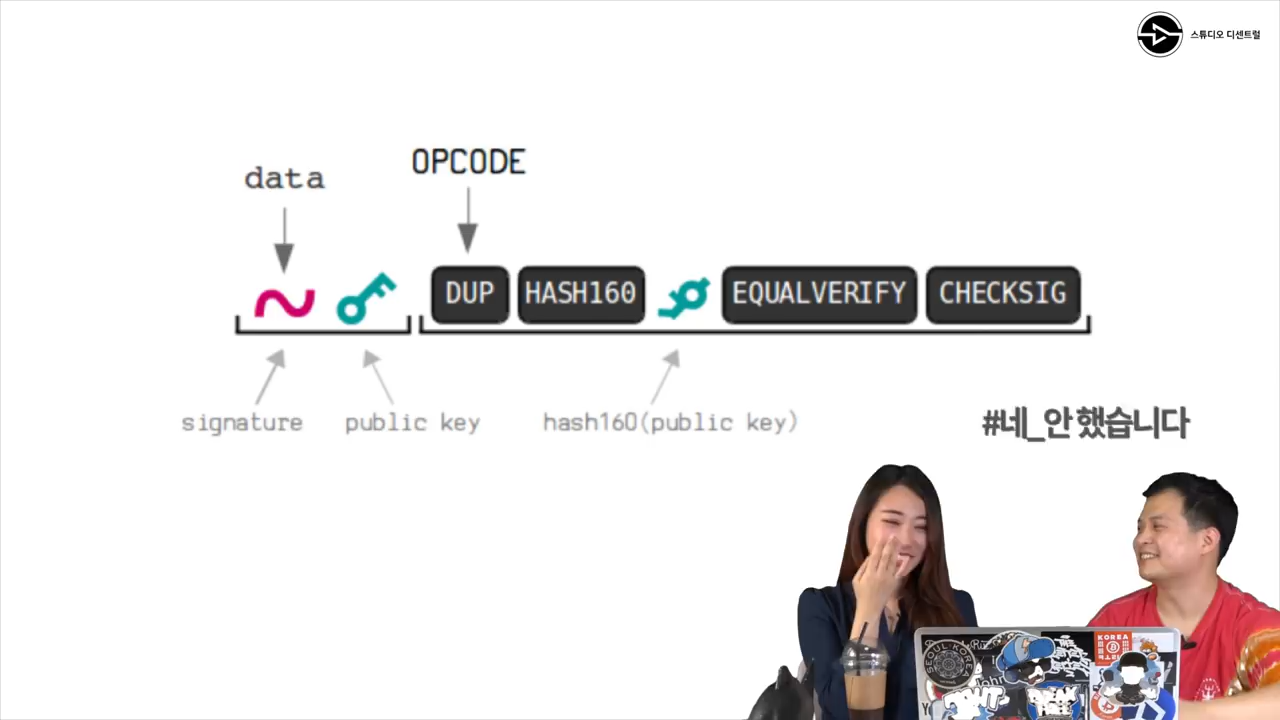 스튜디오 디센트럴
data
OPCODE
DUP
HASH160
EQUALVERIFY
CHECKSIG
signature
public key
hash160(public key)
#네_안했습니다
SEOUL·KOREA
KOREA